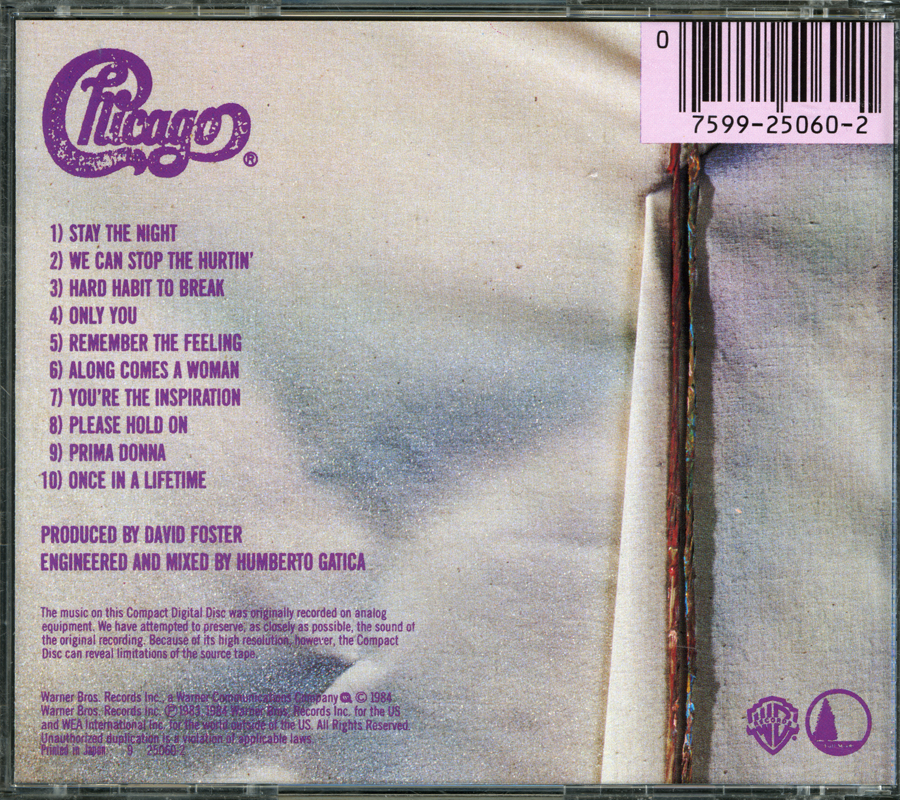 Chicago®
0
7599-25060-2
1) STAY THE NIGHT
2) WE CAN STOP THE HURTIN'
3) HARD HABIT TO BREAK
4) ONLY YOU
5) REMEMBER THE FEELING
6) ALONG COMES A WOMAN
7) YOU'RE THE INSPIRATION
8) PLEASE HOLD ON
9) PRIMA DONNA
10) ONCE IN A LIFETIME
PRODUCED BY DAVID FOSTER
ENGINEERED AND MIXED BY HUMBERTO GATICA
The music on this Compact Digital Disc was originally recorded on analog
equipment. We have attempted to preserve, as closely as possible, the sound of
the original recording. Because of its high resolution, however, the Compact
Disc can reveal limitations of the source tape.
Warner Bros. Records Inc., a Warner Communications Company © 1984
Warner Bros. Records Inc. ℗ 1983, 1984 Warner Bros. Records Inc. for the US
and WEA International Inc. for the world outside of the US. All Rights Reserved.
Unauthorized duplication is a violation of applicable laws.
Printed in Japan 9 25060-2
RECORDS
Full Moon